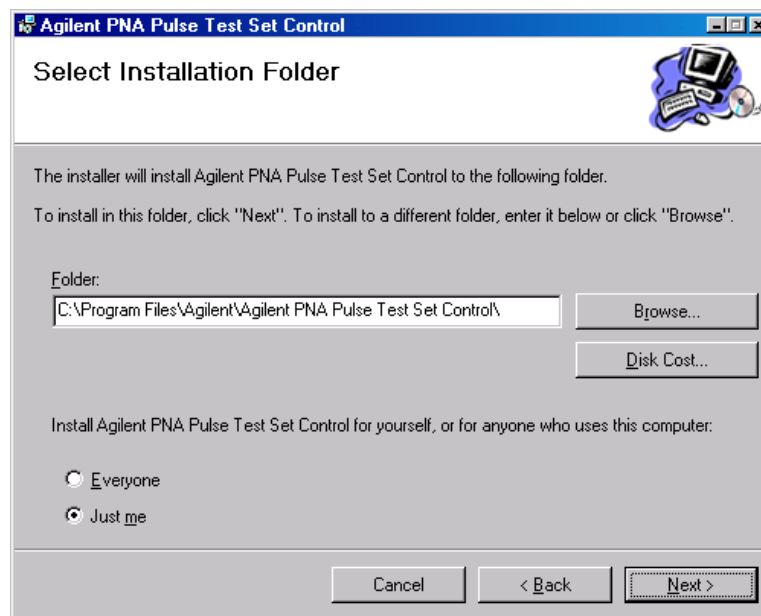 Agilent PNA Pulse Test Set Control
Select Installation Folder
The installer will install Agilent PNA Pulse Test Set Control to the following folder.
To install in this folder, click "Next". To install to a different folder, enter it below or click "Browse".
Folder:
C:\Program Files\Agilent\Agilent PNA Pulse Test Set Control\
Browse...
Disk Cost...
Install Agilent PNA Pulse Test Set Control for yourself, or for anyone who uses this computer:
Everyone
Just me
Cancel
< Back
Next >